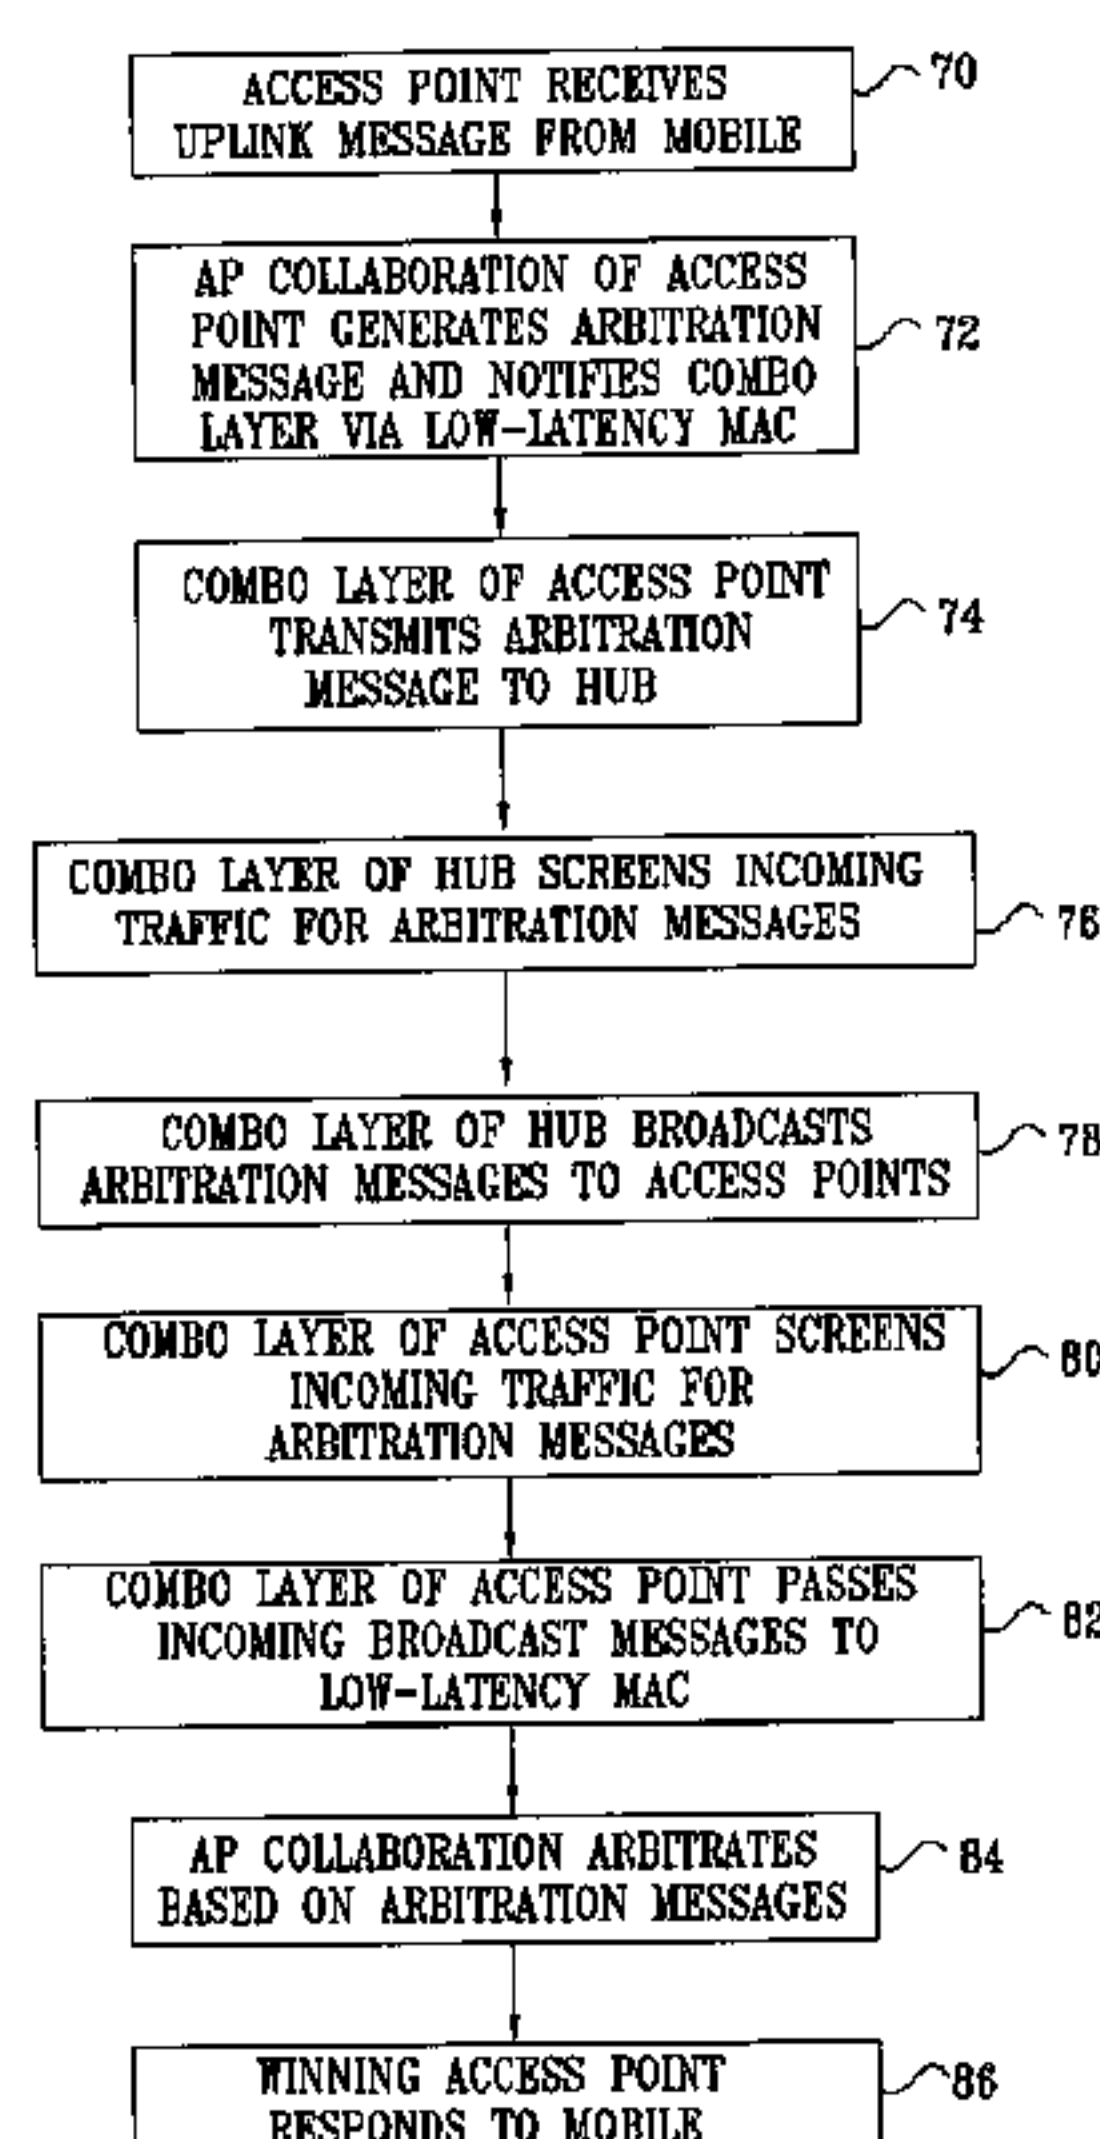 ACCESS POINT RECEIVES
UPLINK MESSAGE FROM MOBILE
70
AP COLLABORATION OF ACCESS
POINT GENERATES ARBITRATION
MESSAGE AND NOTIFIES COMBO
LAYER VIA LOW-LATENCY MAC
72
COMBO LAYER OF ACCESS POINT
TRANSMITS ARBITRATION
MESSAGE TO HUB
74
COMBO LAYER OF HUB SCREENS INCOMING
TRAFFIC FOR ARBITRATION MESSAGES
76
COMBO LAYER OF HUB BROADCASTS
ARBITRATION MESSAGES TO ACCESS POINTS
78
COMBO LAYER OF ACCESS POINT SCREENS
INCOMING TRAFFIC FOR
ARBITRATION MESSAGES
80
COMBO LAYER OF ACCESS POINT PASSES
INCOMING BROADCAST MESSAGES TO
LOW-LATENCY MAC
82
AP COLLABORATION ARBITRATES
BASED ON ARBITRATION MESSAGES
84
WINNING ACCESS POINT
RESPONDS TO MOBILE
86